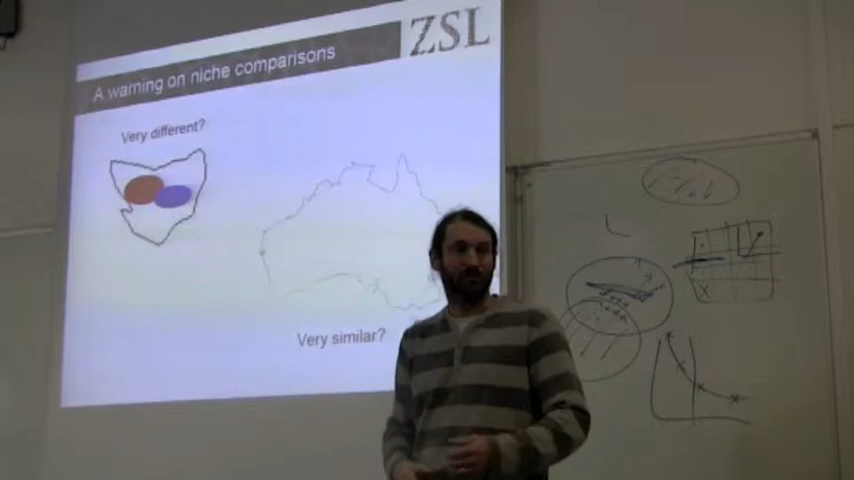 ZSL
A warning on niche comparisons
Very different?
Very similar?